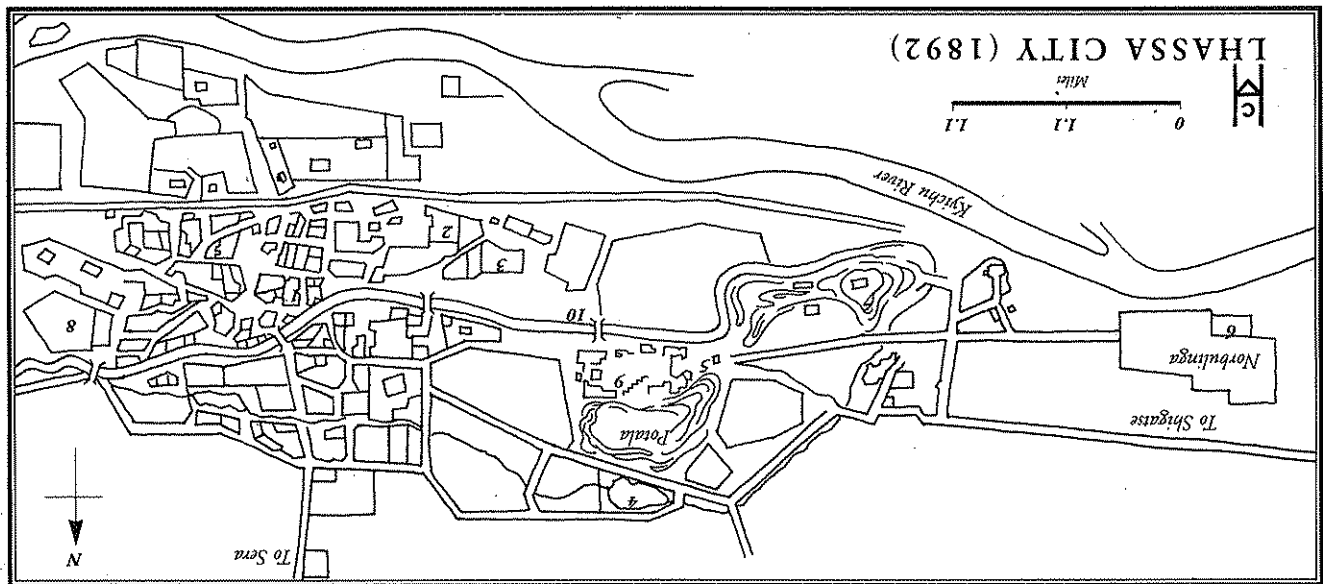 To Sera
N
4
Potala
To Shigatse
6
5
Norbulinga
9
8
10
3
2
Kyichu River
C
0 1.1 1.1
Miles
LHASSA CITY (1892)